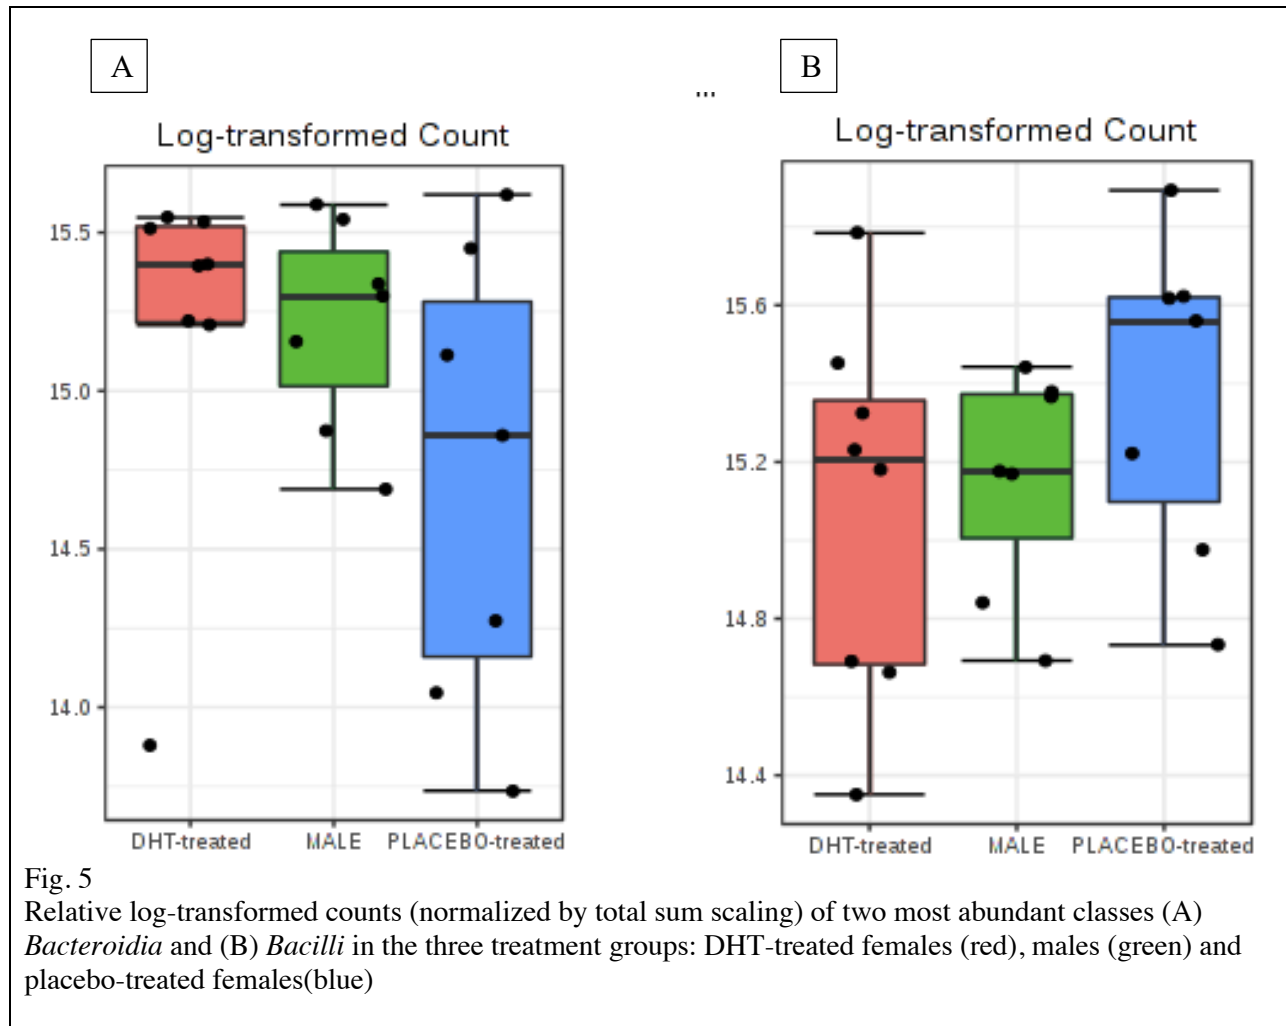 A
B
...
Log-transformed Count
15.5
15.0
14.5
14.0
DHT-treated MALE PLACEBO-treated
Log-transformed Count
15.6
15.2
14.8
14.4
DHT-treated MALE PLACEBO-treated
Fig. 5
Relative log-transformed counts (normalized by total sum scaling) of two most abundant classes (A)
Bacteroidia and (B) Bacilli in the three treatment groups: DHT-treated females (red), males (green) and
placebo-treated females(blue)